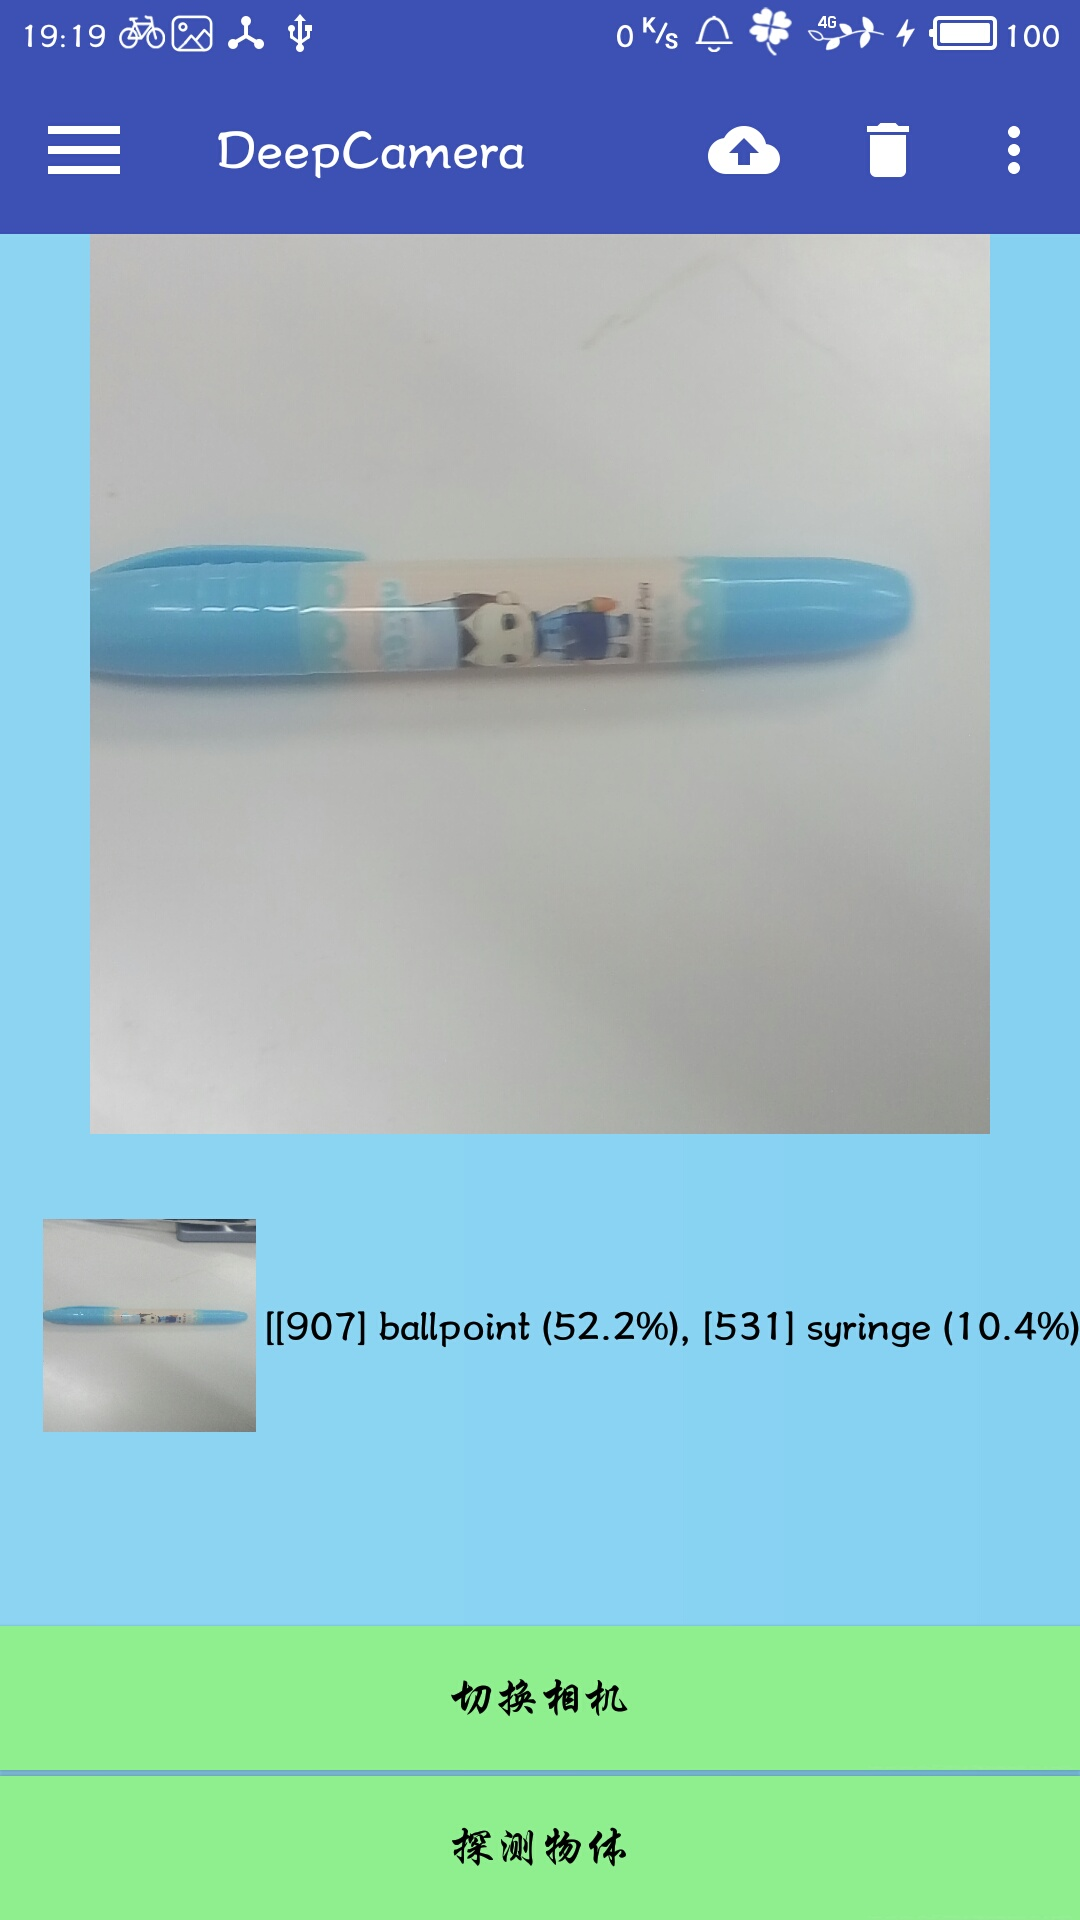 19:19
0 K/s
4G
100
DeepCamera
[[907] ballpoint (52.2%), [531] syringe (10.4%)
切换相机
探测物体